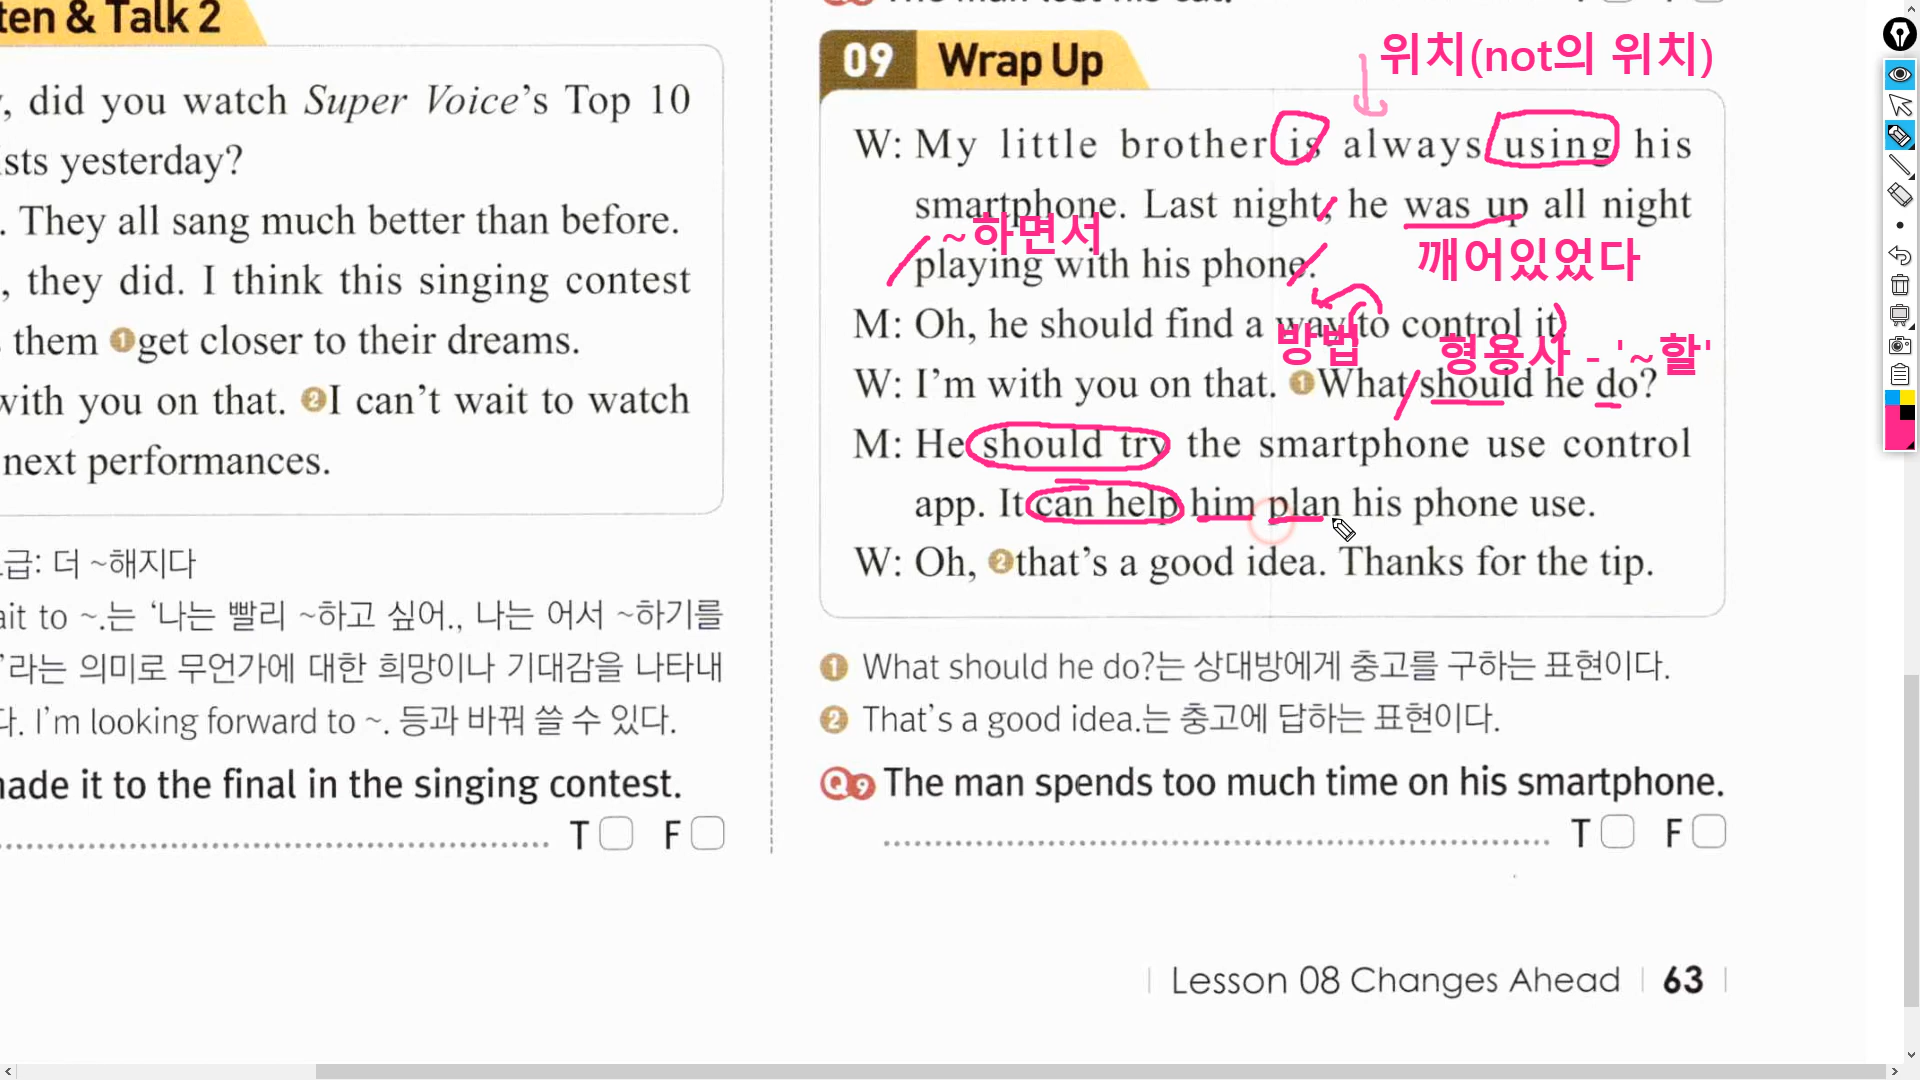 ten & Talk 2
, did you watch Super Voice's Top 10
ists yesterday?
. They all sang much better than before.
, they did. I think this singing contest
them ①get closer to their dreams.
with you on that. ②I can't wait to watch
next performances.
급: 더 ~해지다
ait to ~.는 ‘나는 빨리 ~하고 싶어., 나는 어서 ~하기를
’라는 의미로 무언가에 대한 희망이나 기대감을 나타내
다. I'm looking forward to ~. 등과 바꿔 쓸 수 있다.
made it to the final in the singing contest.
T F
09 Wrap Up
위치(not의 위치)
W: My little brother is always using his
smartphone. Last night, he was up all night
~하면서
깨어있었다
playing with his phone.
M: Oh, he should find a way to control it.
방법
형용사 - '~할'
W: I'm with you on that. ①What should he do?
M: He should try the smartphone use control
app. It can help him plan his phone use.
W: Oh, ②that's a good idea. Thanks for the tip.
① What should he do?는 상대방에게 충고를 구하는 표현이다.
② That's a good idea.는 충고에 답하는 표현이다.
Q9 The man spends too much time on his smartphone.
T F
Lesson 08 Changes Ahead 63